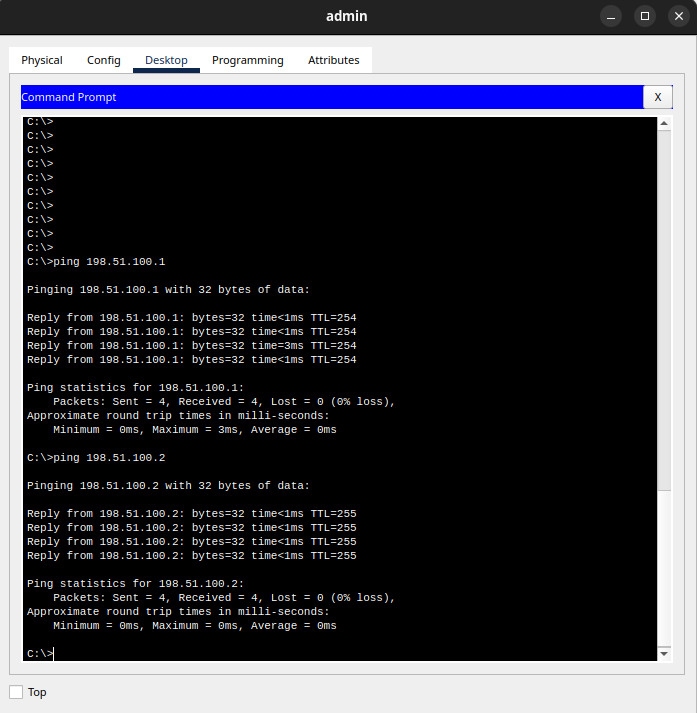 admin
Physical Config Desktop Programming Attributes
Command Prompt X
C:\>
C:\>
C:\>
C:\>
C:\>
C:\>
C:\>
C:\>
C:\>
C:\>
C:\>ping 198.51.100.1
Pinging 198.51.100.1 with 32 bytes of data:
Reply from 198.51.100.1: bytes=32 time<1ms TTL=254
Reply from 198.51.100.1: bytes=32 time<1ms TTL=254
Reply from 198.51.100.1: bytes=32 time=3ms TTL=254
Reply from 198.51.100.1: bytes=32 time<1ms TTL=254
Ping statistics for 198.51.100.1:
Packets: Sent = 4, Received = 4, Lost = 0 (0% loss),
Approximate round trip times in milli-seconds:
Minimum = 0ms, Maximum = 3ms, Average = 0ms
C:\>ping 198.51.100.2
Pinging 198.51.100.2 with 32 bytes of data:
Reply from 198.51.100.2: bytes=32 time<1ms TTL=255
Reply from 198.51.100.2: bytes=32 time<1ms TTL=255
Reply from 198.51.100.2: bytes=32 time<1ms TTL=255
Reply from 198.51.100.2: bytes=32 time<1ms TTL=255
Ping statistics for 198.51.100.2:
Packets: Sent = 4, Received = 4, Lost = 0 (0% loss),
Approximate round trip times in milli-seconds:
Minimum = 0ms, Maximum = 0ms, Average = 0ms
C:\>
Top